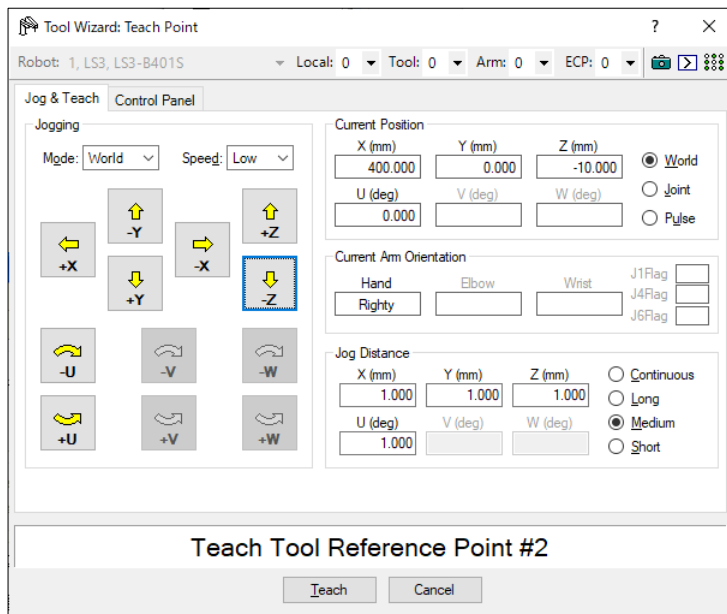 Tool Wizard: Teach Point
Robot: 1, LS3, LS3-B401S Local: 0 Tool: 0 Arm: 0 ECP: 0
Jog & Teach Control Panel
Jogging
Mode: World Speed: Low
-Y
+Z
+X
-X
+Y
-Z
-U -V -W
+U +V +W
Current Position
X (mm) Y (mm) Z (mm)
400.000 0.000 -10.000
U (deg) V (deg) W (deg)
0.000
World
Joint
Pulse
Current Arm Orientation
Hand Elbow Wrist
Righty
J1Flag
J4Flag
J6Flag
Jog Distance
X (mm) Y (mm) Z (mm)
1.000 1.000 1.000
U (deg) V (deg) W (deg)
1.000
Continuous
Long
Medium
Short
Teach Tool Reference Point #2
Teach Cancel